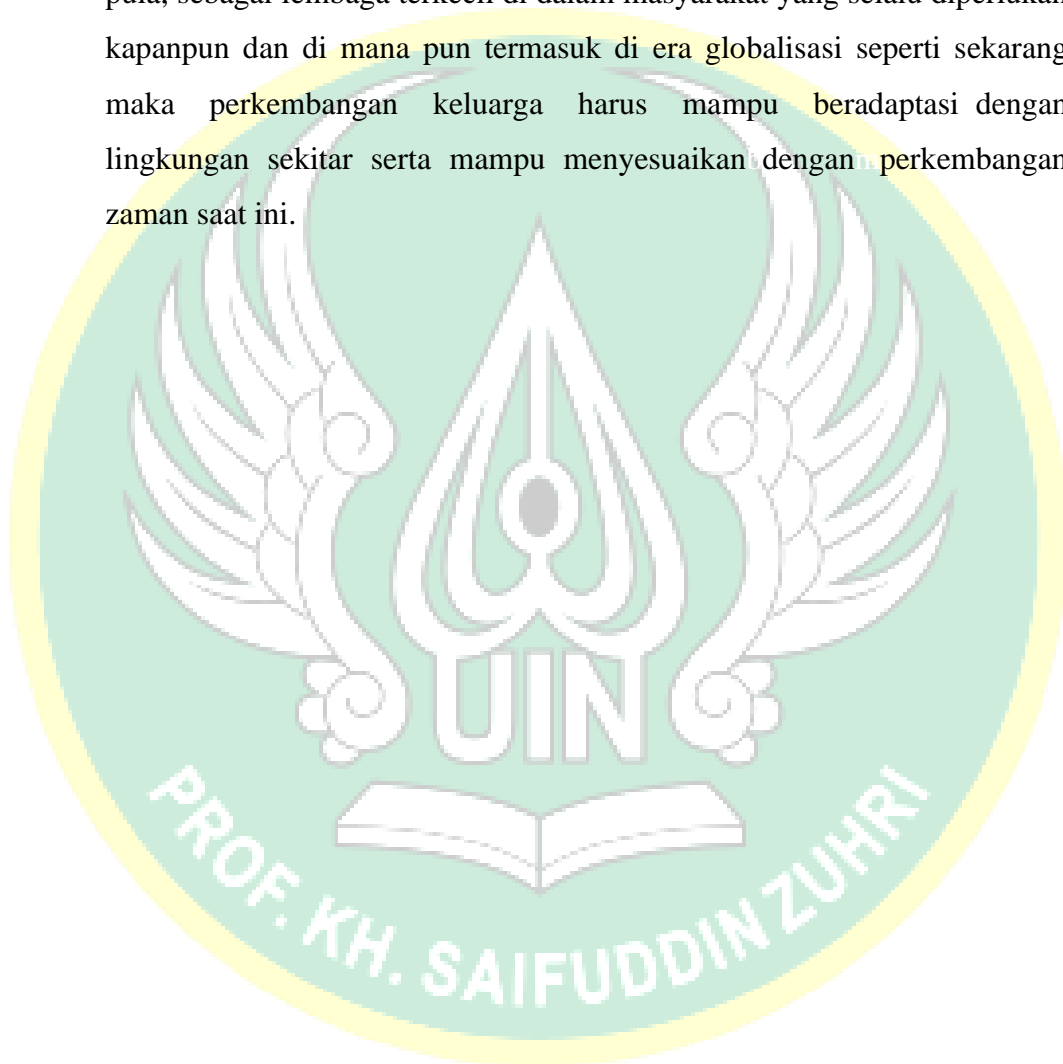 pula, sebagai lembaga terkecil di dalam masyarakat yang selalu diperlukan
kapanpun dan di mana pun termasuk di era globalisasi seperti sekarang
maka perkembangan keluarga harus mampu beradaptasi dengan
lingkungan sekitar serta mampu menyesuaikan dengan perkembangan
zaman saat ini.
UIN
PROF. KH. SAIFUDDIN ZUHRI